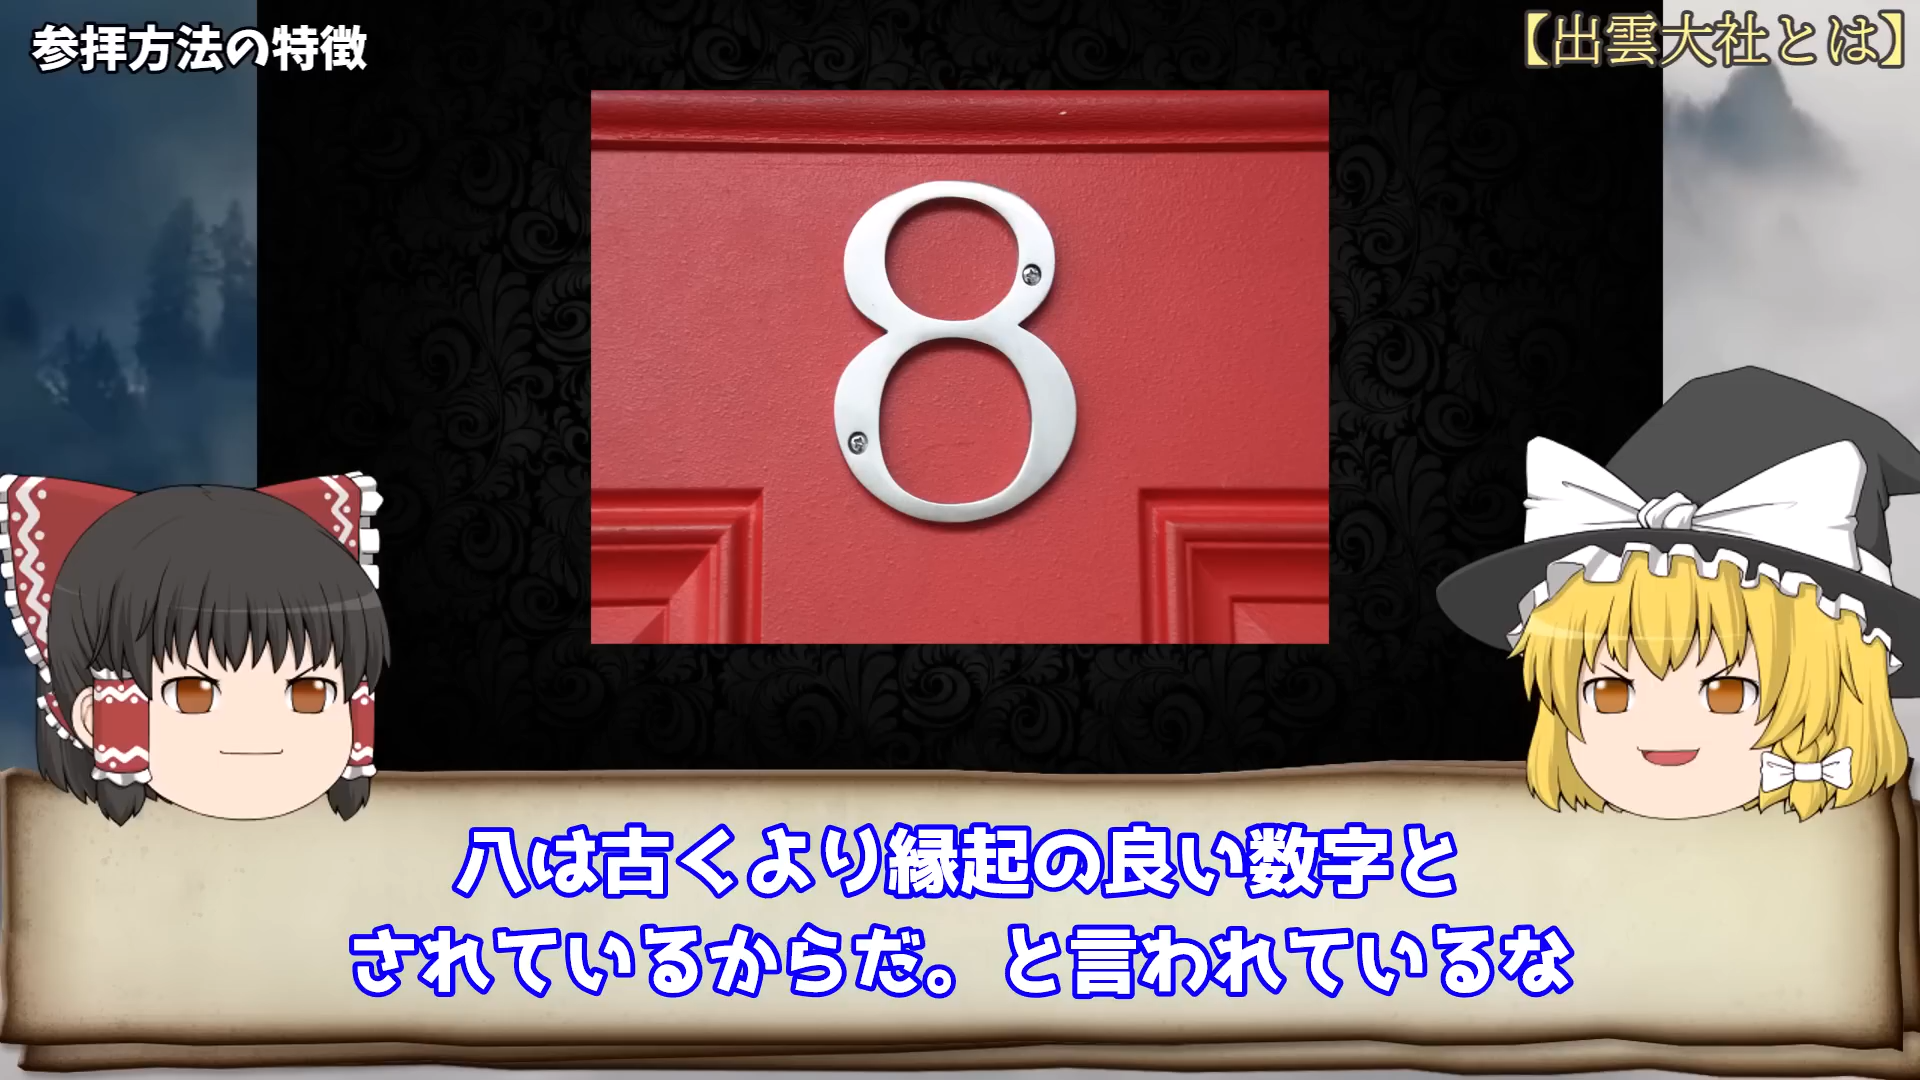 参拝方法の特徴
【出雲大社とは】
8
八は古くより縁起の良い数字と
されているからだ。と言われているな